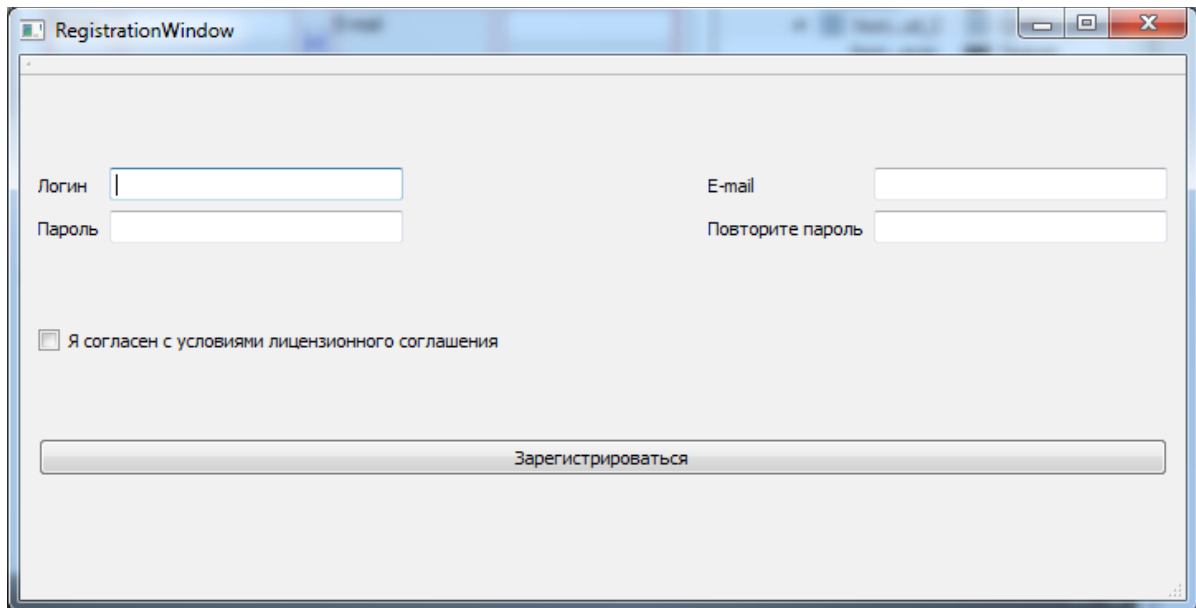 RegistrationWindow
Логин
E-mail
Пароль
Повторите пароль
Я согласен с условиями лицензионного соглашения
Зарегистрироваться